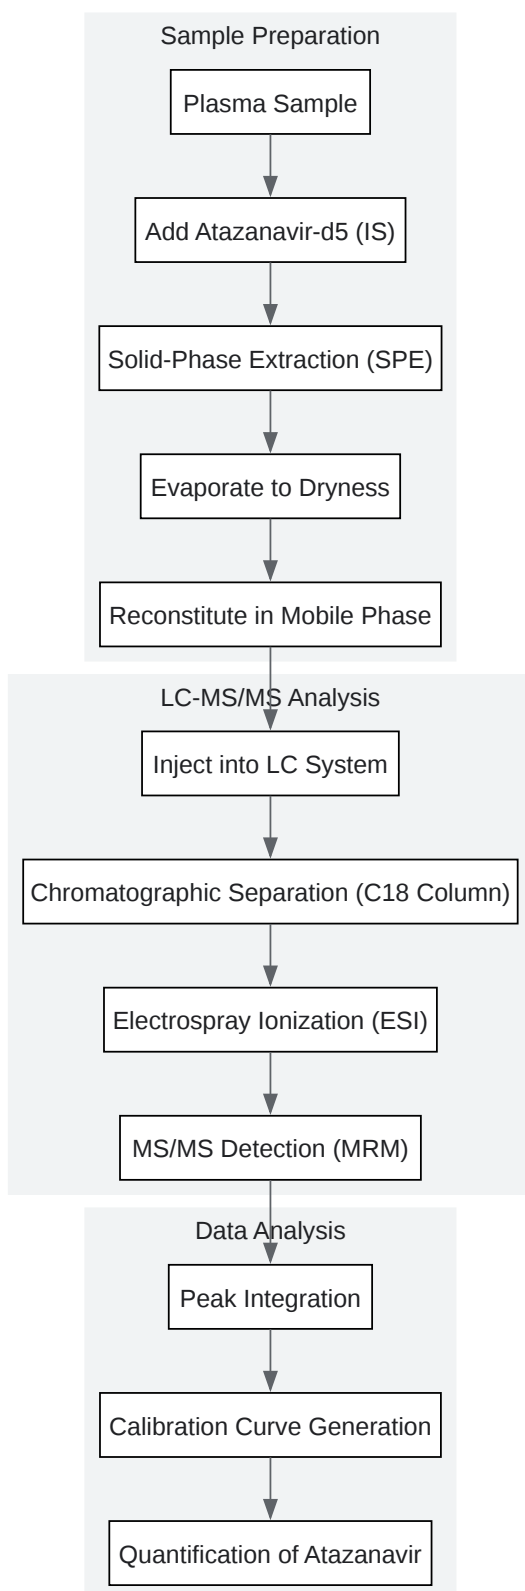 Sample Preparation
Plasma Sample
Add Atazanavir-d5 (IS)
Solid-Phase Extraction (SPE)
Evaporate to Dryness
Reconstitute in Mobile Phase
LC-MS/MS Analysis
Inject into LC System
Chromatographic Separation (C18 Column)
Electrospray Ionization (ESI)
MS/MS Detection (MRM)
Data Analysis
Peak Integration
Calibration Curve Generation
Quantification of Atazanavir